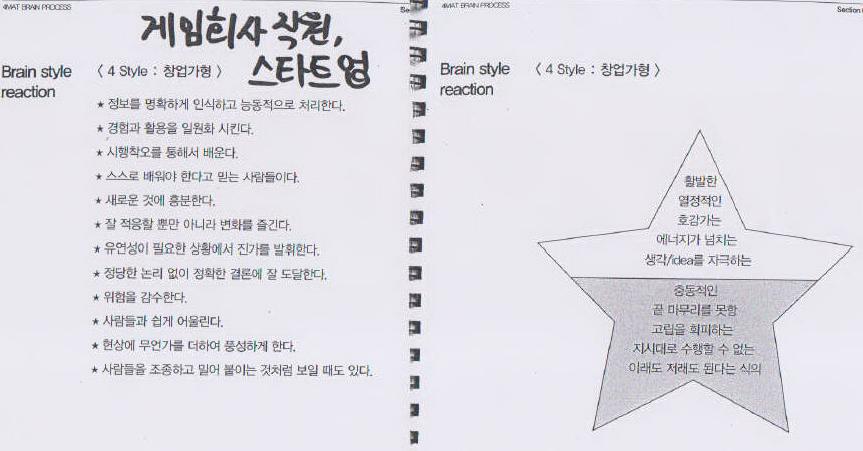 4MAT BRAIN PROCESS
Se
게임회사 직원,
스타트업
Brain style
reaction
〈 4 Style : 창업가형 〉
★ 정보를 명확하게 인식하고 능동적으로 처리한다.
★ 경험과 활용을 일원화 시킨다.
★ 시행착오를 통해서 배운다.
★ 스스로 배워야 한다고 믿는 사람들이다.
★ 새로운 것에 흥분한다.
★ 잘 적응할 뿐만 아니라 변화를 즐긴다.
★ 유연성이 필요한 상황에서 진가를 발휘한다.
★ 정당한 논리 없이 정확한 결론에 잘 도달한다.
★ 위험을 감수한다.
★ 사람들과 쉽게 어울린다.
★ 현상에 무언가를 더하여 풍성하게 한다.
★ 사람들을 조종하고 밀어 붙이는 것처럼 보일 때도 있다.
4MAT BRAIN PROCESS
Section
Brain style
reaction
〈 4 Style : 창업가형 〉
활발한
열정적인
호감가는
에너지가 넘치는
생각/idea를 자극하는
충동적인
끝 마무리를 못함
고립을 회피하는
지시대로 수행할 수 없는
이래도 저래도 된다는 식의